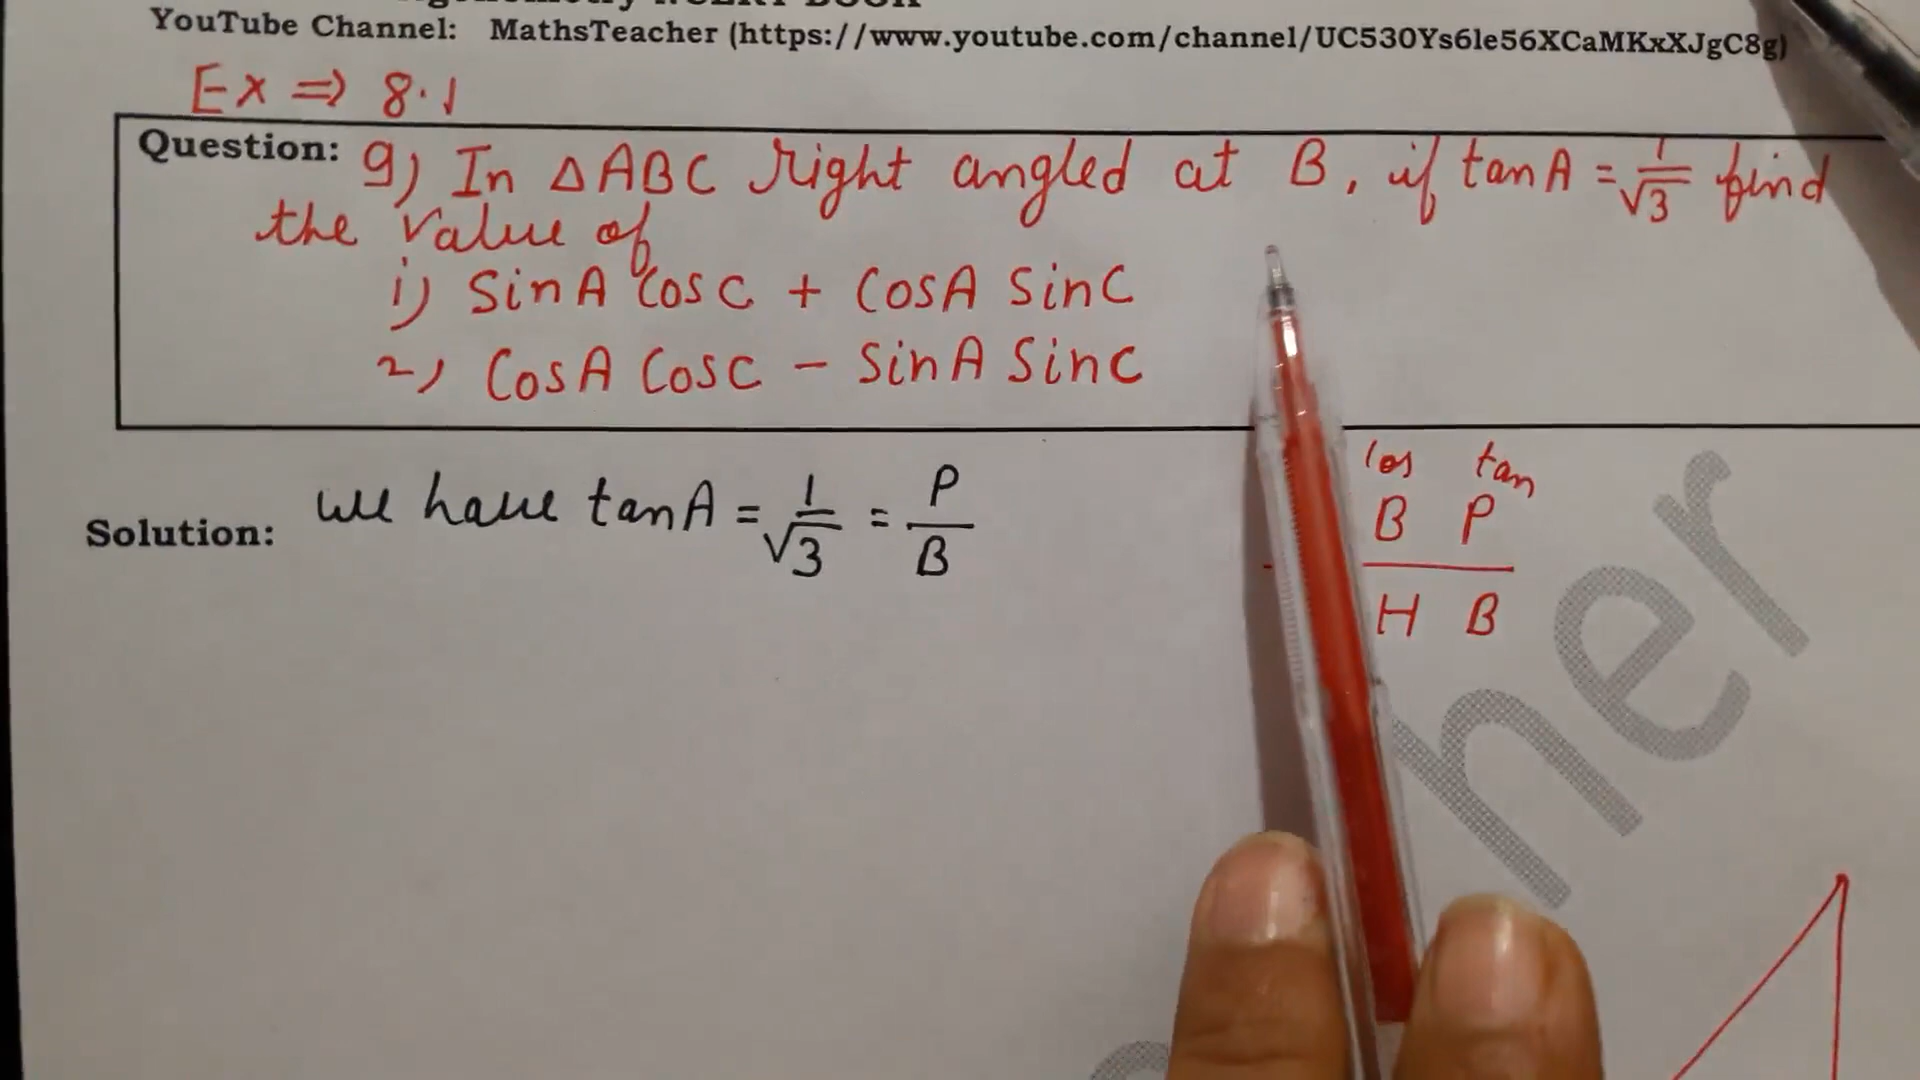 YouTube Channel: MathsTeacher (https://www.youtube.com/channel/UC530Ys6le56XCaMKxXJgC8g)
Ex ⇒ 8.1
Question: 9) In △ABC right angled at B, if tanA = 1/√3 find
the value of
i) SinA CosC + CosA SinC
2) CosA CosC - SinA SinC
Solution: we have tanA = 1/√3 = P/B
Cos tan
B P
H B
her